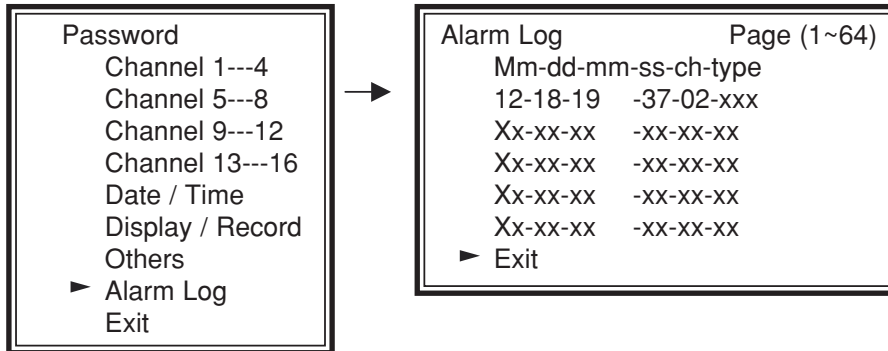 Password
Channel 1---4
Channel 5---8
Channel 9---12
Channel 13---16
Date / Time
Display / Record
Others
Alarm Log
Exit
Alarm Log Page (1~64)
Mm-dd-mm-ss-ch-type
12-18-19 -37-02-xxx
Xx-xx-xx -xx-xx-xx
Xx-xx-xx -xx-xx-xx
Xx-xx-xx -xx-xx-xx
Xx-xx-xx -xx-xx-xx
Exit